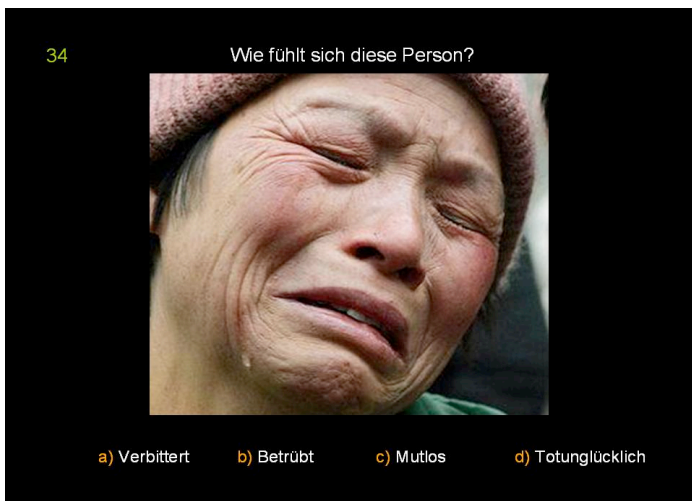 34
Wie fühlt sich diese Person?
a) Verbittert b) Betrübt c) Mutlos d) Totunglücklich